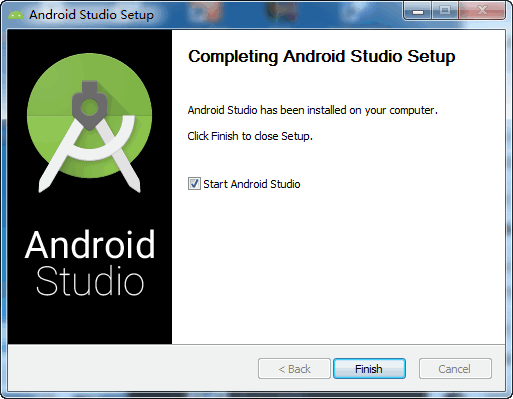 Android Studio Setup
Completing Android Studio Setup
Android Studio has been installed on your computer.
Click Finish to close Setup.
Start Android Studio
Android
Studio
< Back
Finish
Cancel